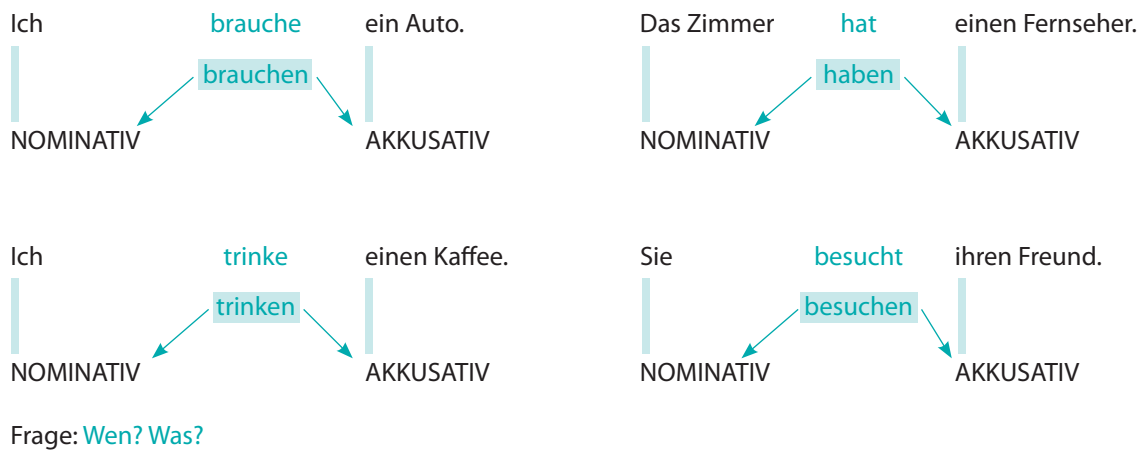 Ich brauche ein Auto.
brauchen
NOMINATIV AKKUSATIV
Das Zimmer hat einen Fernseher.
haben
NOMINATIV AKKUSATIV
Ich trinke einen Kaffee.
trinken
NOMINATIV AKKUSATIV
Sie besucht ihren Freund.
besuchen
NOMINATIV AKKUSATIV
Frage: Wen? Was?